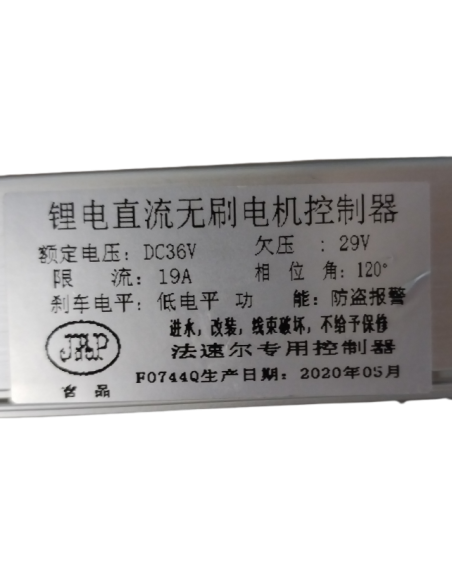 锂电直流无刷电机控制器
额定电压: DC36V 欠压 : 29V
限 流: 19A 相 位 角: 120°
刹车电平: 低电平 功 能: 防盗报警
进水，改装，线束破坏，不给予保修
法速尔专用控制器
JRP
名 品
F0744Q生产日期: 2020年05月